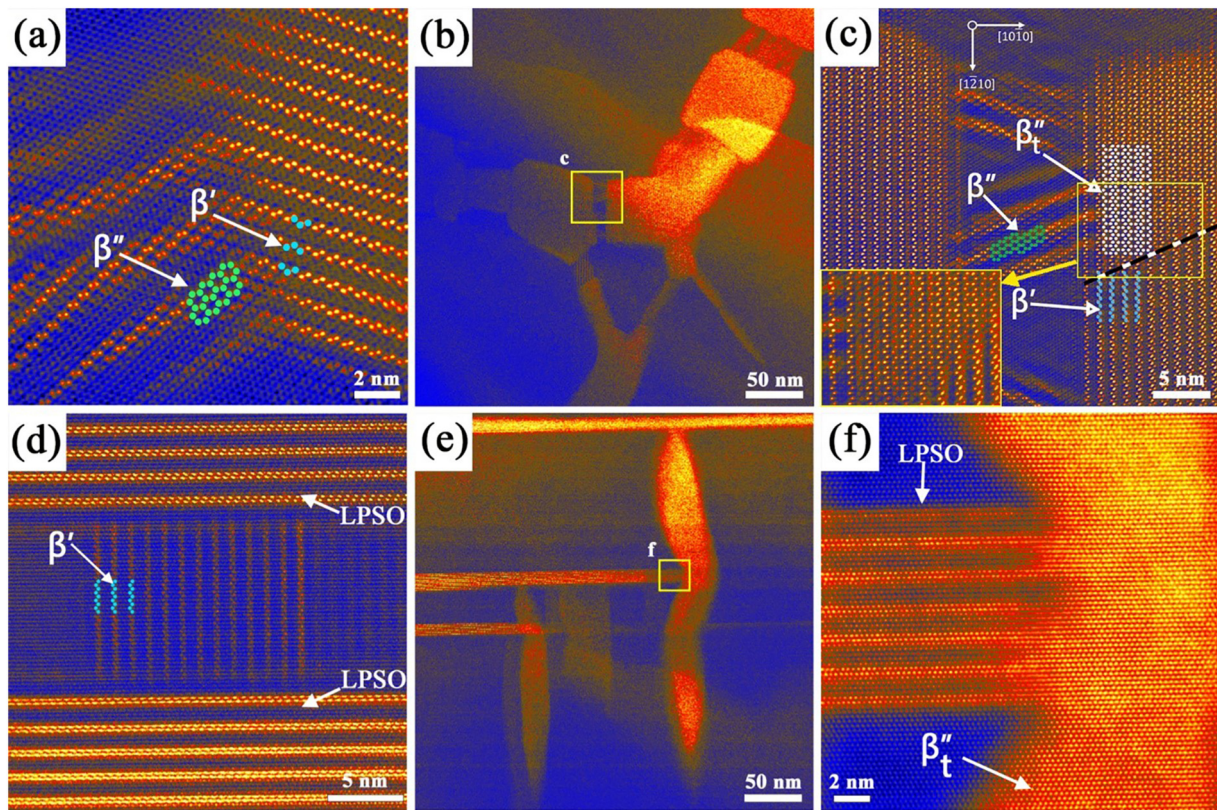 (a)
β′
β″
2 nm
(b)
c
50 nm
(c)
[101̄0]
[1̄21̄0]
β″t
β″
β′
5 nm
(d)
LPSO
β′
LPSO
5 nm
(e)
f
50 nm
(f)
LPSO
β″t
2 nm